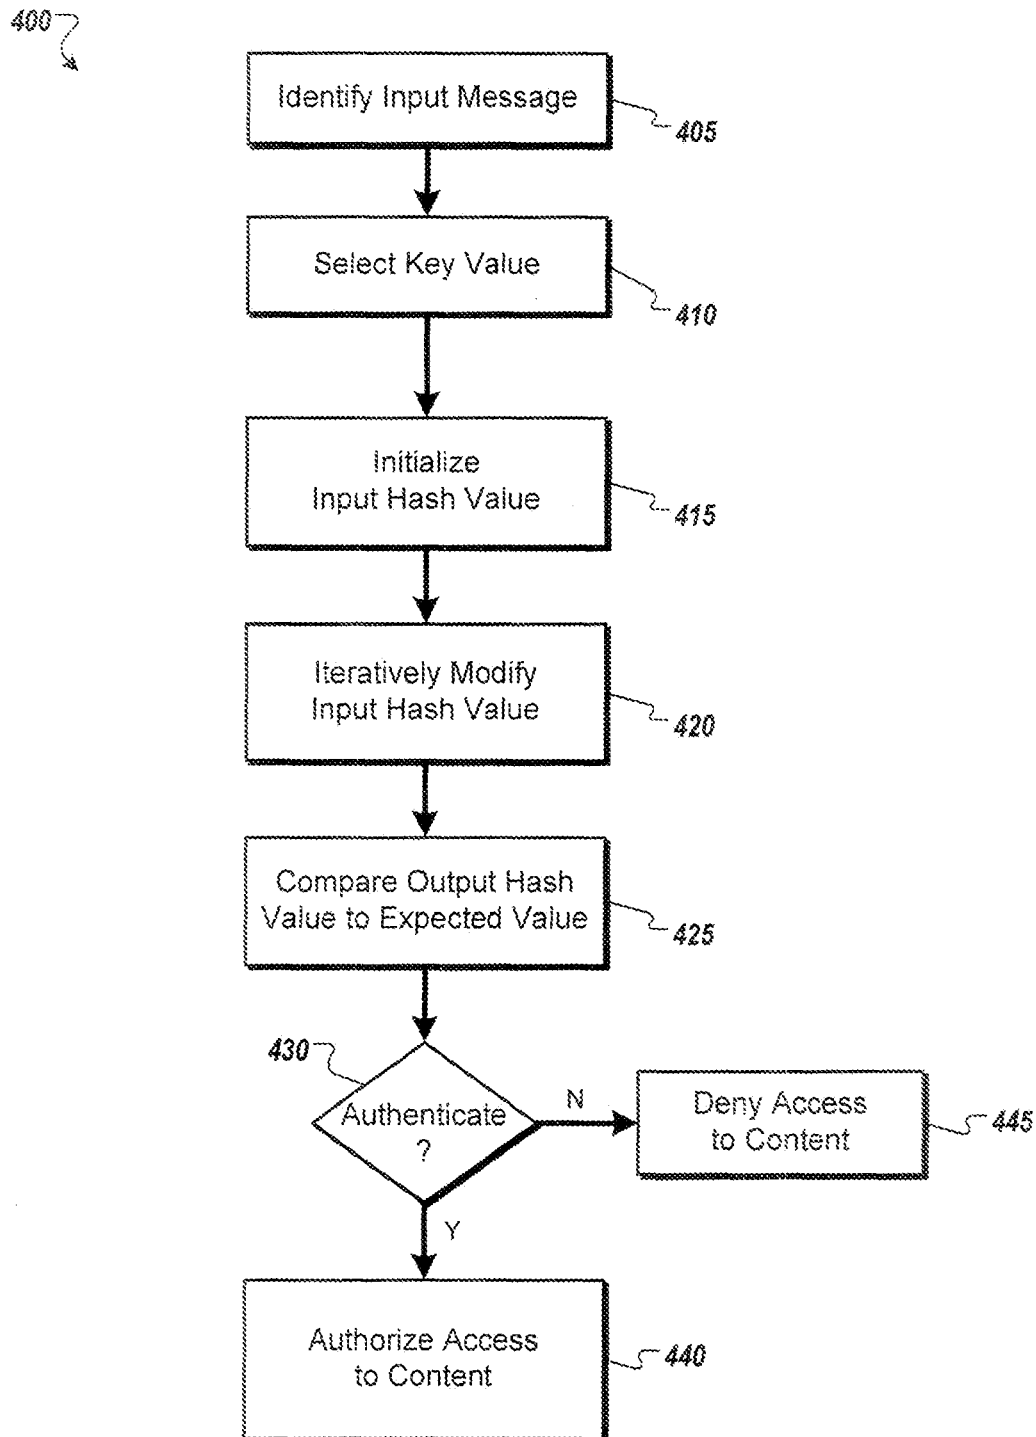 400
Identify Input Message
405
Select Key Value
410
Initialize
Input Hash Value
415
Iteratively Modify
Input Hash Value
420
Compare Output Hash
Value to Expected Value
425
430
Authenticate
?
N
Deny Access
to Content
445
Y
Authorize Access
to Content
440